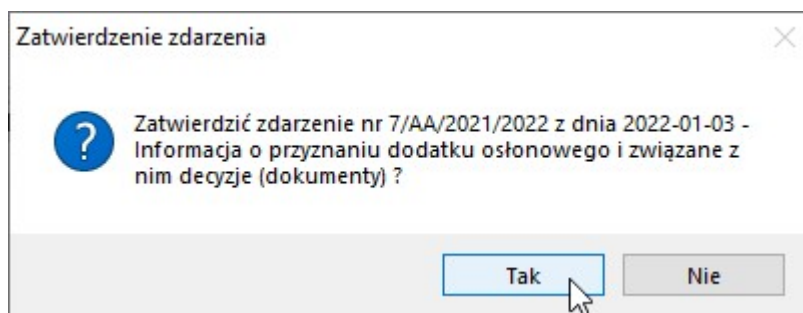 Zatwierdzenie zdarzenia
Zatwierdzić zdarzenie nr 7/AA/2021/2022 z dnia 2022-01-03 -
Informacja o przyznaniu dodatku osłonowego i związane z
nim decyzje (dokumenty) ?
Tak
Nie